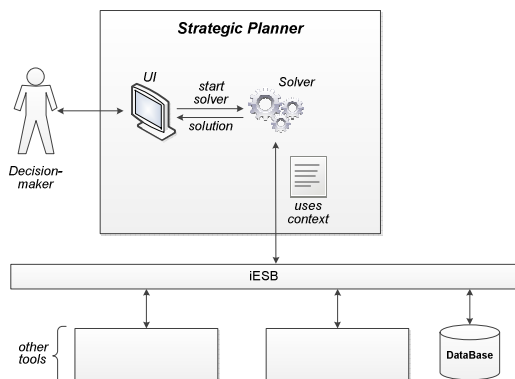 Strategic Planner
UI
start
solver
solution
Solver
Decision-
maker
uses
context
iESB
other
tools
DataBase